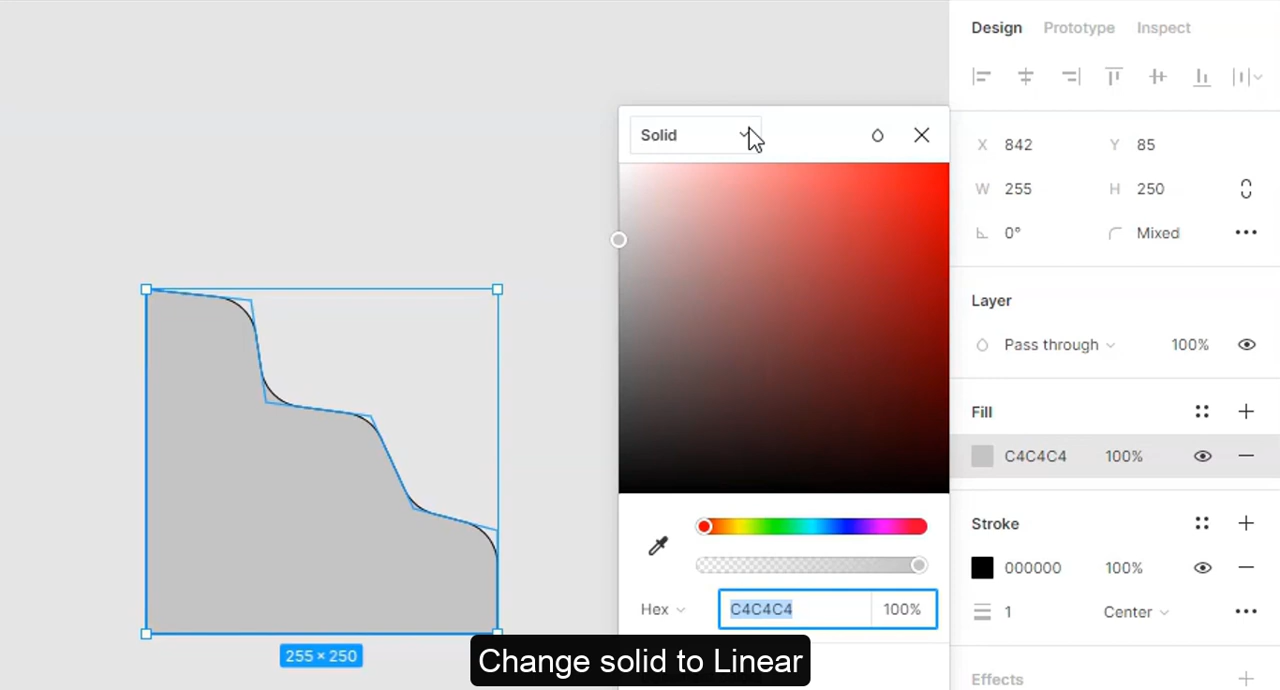 Design Prototype Inspect
Solid
X 842 Y 85
W 255 H 250
0° Mixed
Layer
Pass through 100%
Fill
C4C4C4 100%
Stroke
000000 100%
1 Center
Hex C4C4C4 100%
255 × 250
Change solid to Linear
Effects